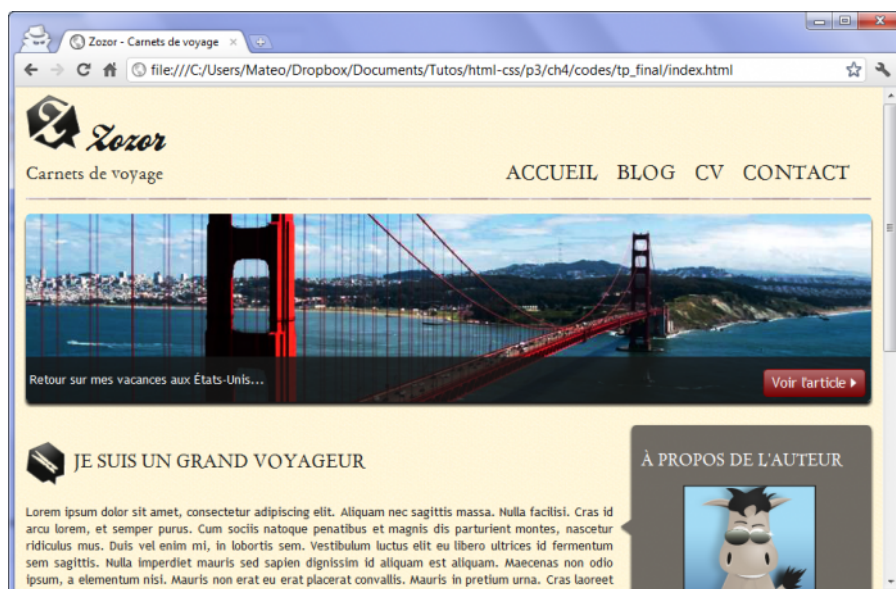 Zozor - Carnets de voyage
file:///C:/Users/Mateo/Dropbox/Documents/Tutos/html-css/p3/ch4/codes/tp_final/index.html
Zozor
Carnets de voyage
ACCUEIL BLOG CV CONTACT
Retour sur mes vacances aux États-Unis...
Voir l'article
JE SUIS UN GRAND VOYAGEUR
À PROPOS DE L'AUTEUR
Lorem ipsum dolor sit amet, consectetur adipiscing elit. Aliquam nec sagittis massa. Nulla facilisi. Cras id
arcu lorem, et semper purus. Cum sociis natoque penatibus et magnis dis parturient montes, nascetur
ridiculus mus. Duis vel enim mi, in lobortis sem. Vestibulum luctus elit eu libero ultrices id fermentum
sem sagittis. Nulla imperdiet mauris sed sapien dignissim id aliquam est aliquam. Maecenas non odio
ipsum, a elementum nisi. Mauris non erat eu erat placerat convallis. Mauris in pretium urna. Cras laoreet